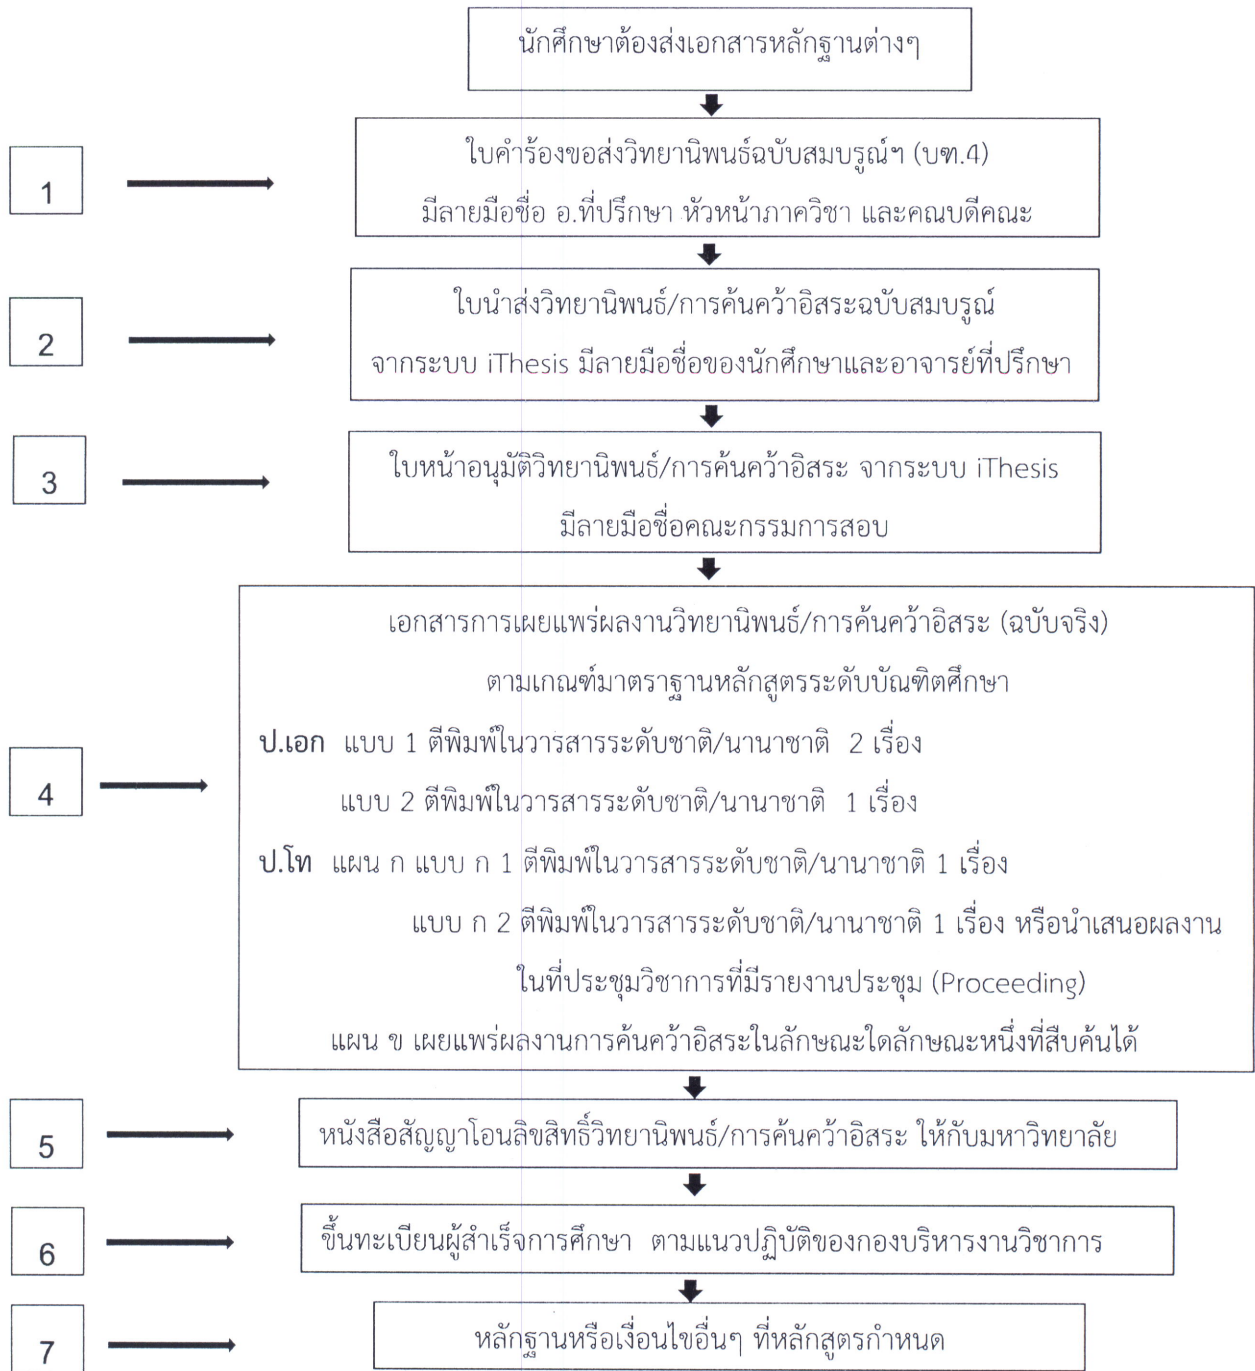 นักศึกษาต้องส่งเอกสารหลักฐานต่างๆ
1
ใบคำร้องขอส่งวิทยานิพนธ์ฉบับสมบรูณ์ฯ (บฑ.4)
มีลายมือชื่อ อ.ที่ปรึกษา หัวหน้าภาควิชา และคณบดีคณะ
2
ใบนำส่งวิทยานิพนธ์/การค้นคว้าอิสระฉบับสมบรูณ์
จากระบบ iThesis มีลายมือชื่อของนักศึกษาและอาจารย์ที่ปรึกษา
3
ใบหน้าอนุมัติวิทยานิพนธ์/การค้นคว้าอิสระ จากระบบ iThesis
มีลายมือชื่อคณะกรรมการสอบ
เอกสารการเผยแพร่ผลงานวิทยานิพนธ์/การค้นคว้าอิสระ (ฉบับจริง)
ตามเกณฑ์มาตราฐานหลักสูตรระดับบัณฑิตศึกษา
ป.เอก แบบ 1 ตีพิมพ์ในวารสารระดับชาติ/นานาชาติ 2 เรื่อง
4
แบบ 2 ตีพิมพ์ในวารสารระดับชาติ/นานาชาติ 1 เรื่อง
ป.โท แผน ก แบบ ก 1 ตีพิมพ์ในวารสารระดับชาติ/นานาชาติ 1 เรื่อง
แบบ ก 2 ตีพิมพ์ในวารสารระดับชาติ/นานาชาติ 1 เรื่อง หรือนำเสนอผลงาน
ในที่ประชุมวิชาการที่มีรายงานประชุม (Proceeding)
แผน ข เผยแพร่ผลงานการค้นคว้าอิสระในลักษณะใดลักษณะหนึ่งที่สืบค้นได้
5
หนังสือสัญญาโอนลิขสิทธิ์วิทยานิพนธ์/การค้นคว้าอิสระ ให้กับมหาวิทยาลัย
6
ขึ้นทะเบียนผู้สำเร็จการศึกษา ตามแนวปฏิบัติของกองบริหารงานวิชาการ
7
หลักฐานหรือเงื่อนไขอื่นๆ ที่หลักสูตรกำหนด